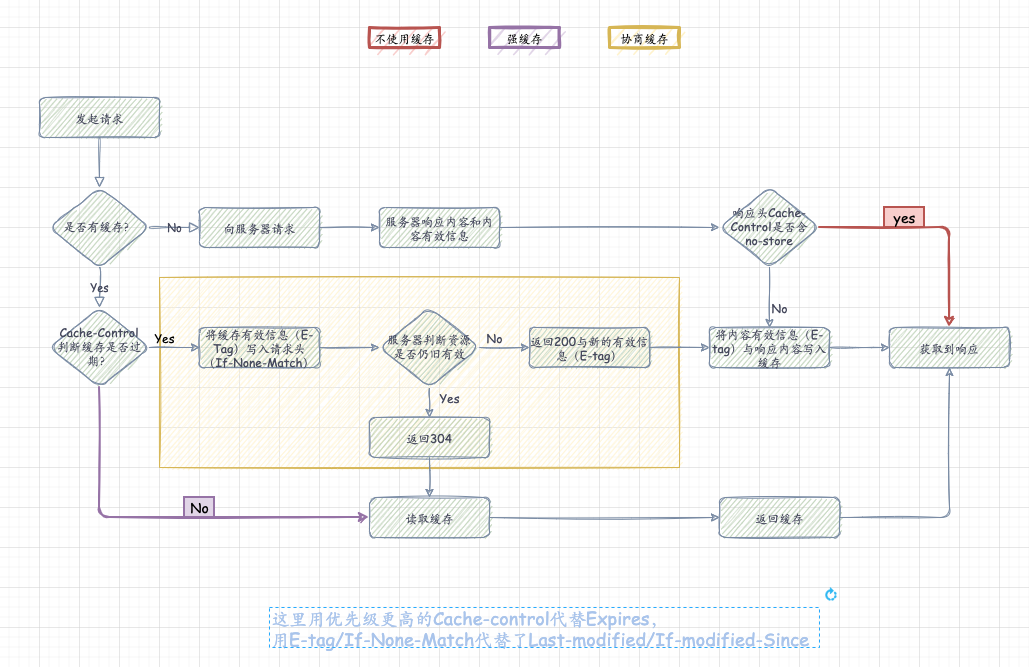 不使用缓存
强缓存
协商缓存
发起请求
是否有缓存?
No
向服务器请求
服务器响应内容和内
容有效信息
响应头Cache-
Control是否含
no-store
yes
Yes
No
Cache-Control
判断缓存是否过
期?
Yes
将缓存有效信息（E-
Tag）写入请求头
（If-None-Match）
服务器判断资源
是否仍旧有效
No
返回200与新的有效信
息（E-tag）
将内容有效信息（E-
tag）与响应内容写入
缓存
获取到响应
Yes
返回304
No
读取缓存
返回缓存
这里用优先级更高的Cache-control代替Expires，
用E-tag/If-None-Match代替了Last-modified/If-modified-Since